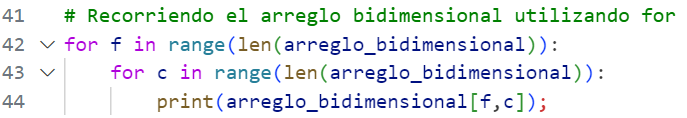 41 # Recorriendo el arreglo bidimensional utilizando for
42 for f in range(len(arreglo_bidimensional)):
43     for c in range(len(arreglo_bidimensional)):
44         print(arreglo_bidimensional[f,c]);